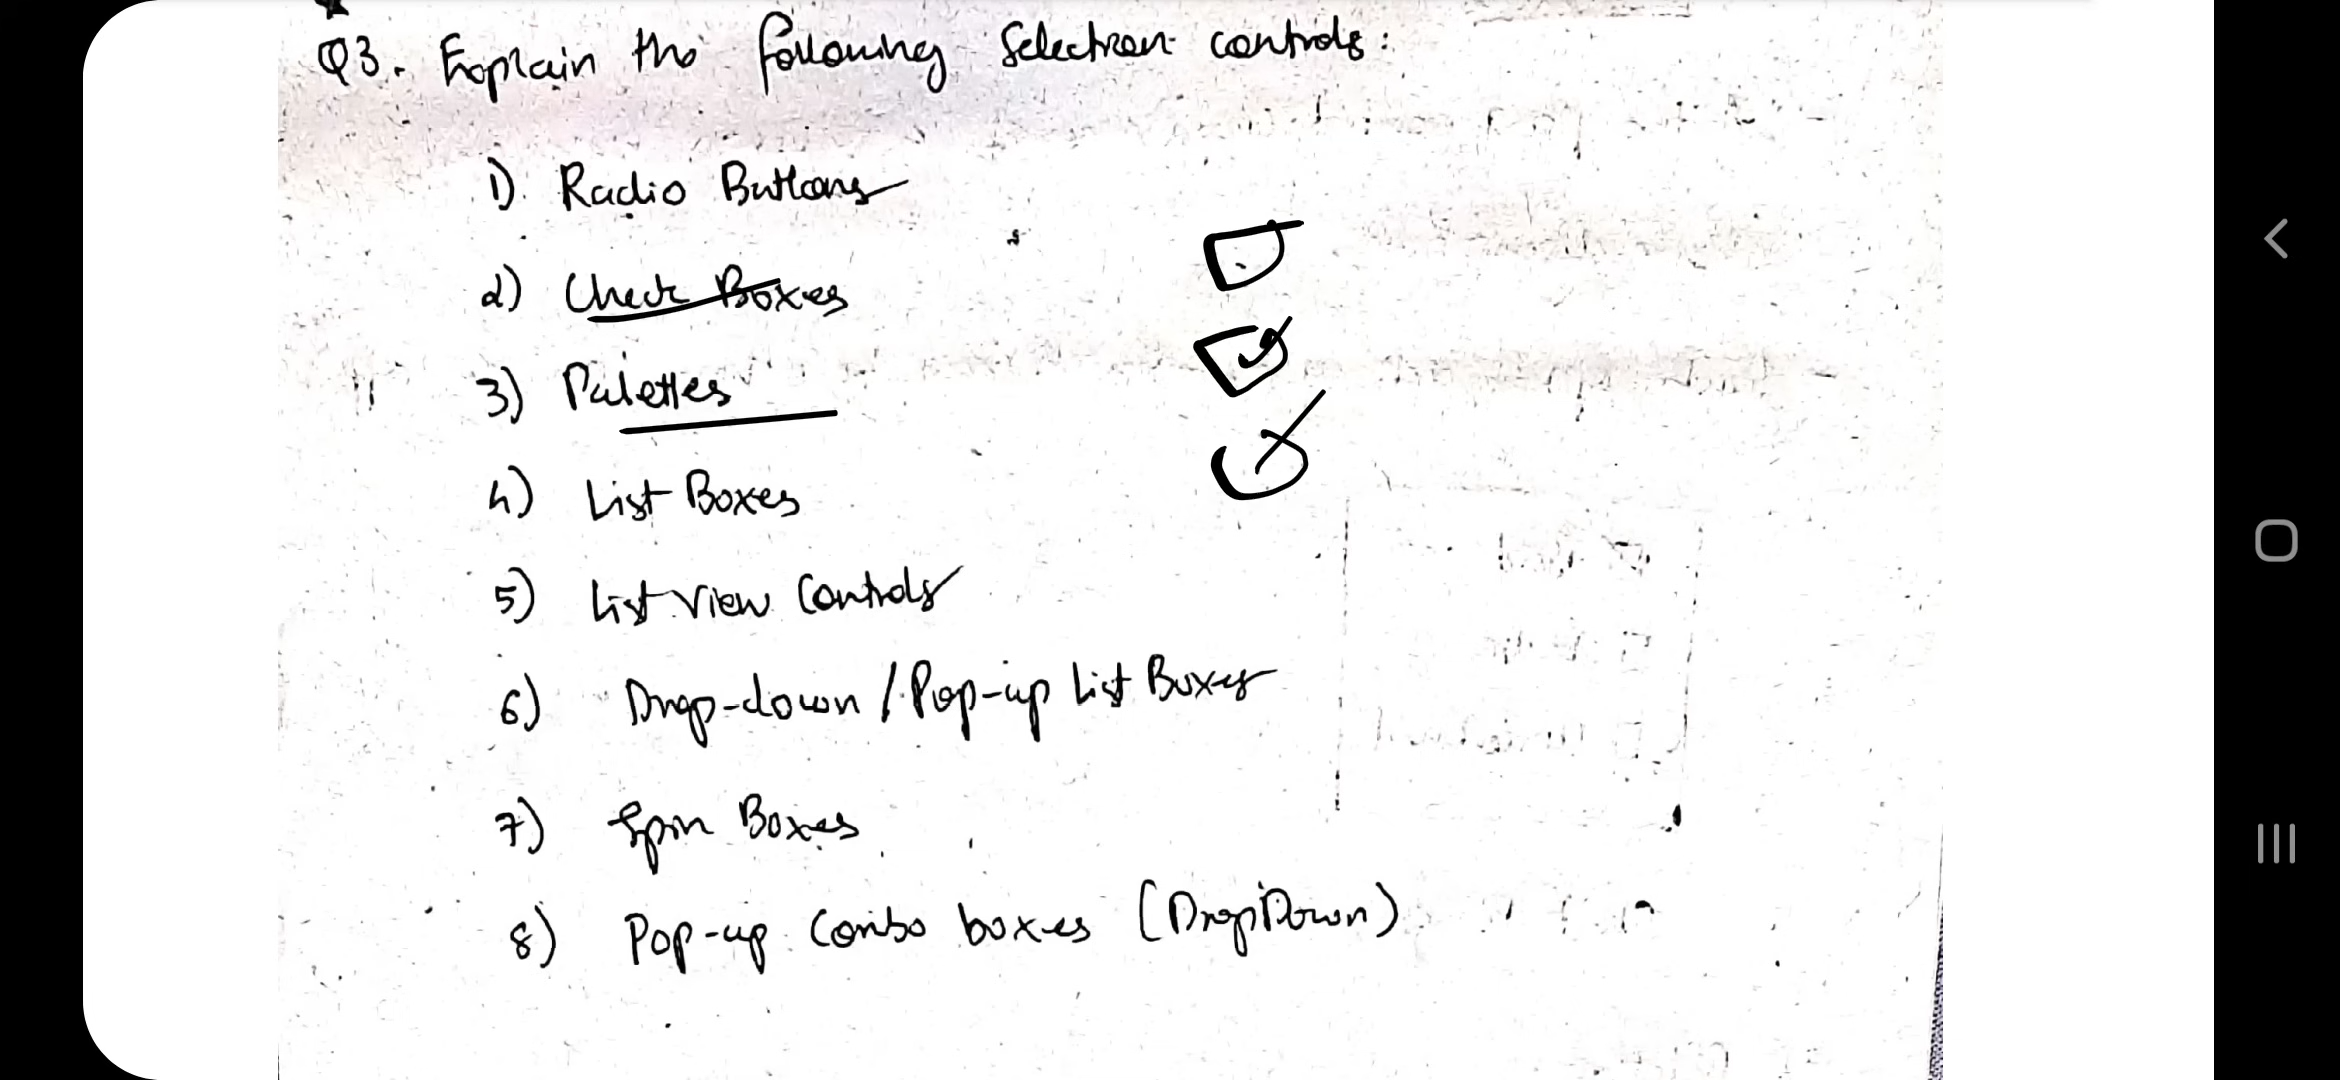 Q3. Explain the following Selection controls:
1) Radio Buttons
2) Check Boxes
3) Palettes
4) List Boxes
5) List View Controls
6) Drop-down / Pop-up List Boxes
7) Spin Boxes
8) Pop-up Combo boxes (DropDown)